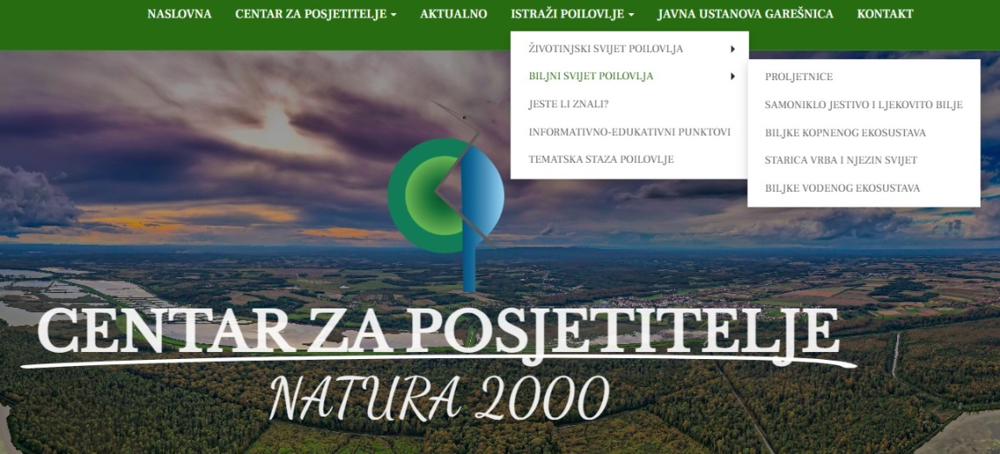 NASLOVNA CENTAR ZA POSJETITELJE AKTUALNO ISTRAŽI POILOVLJE JAVNA USTANOVA GAREŠNICA KONTAKT
ŽIVOTINJSKI SVIJET POILOVLJA
BILJNI SVIJET POILOVLJA
JESTE LI ZNALI?
INFORMATIVNO-EDUKATIVNI PUNKTOVI
TEMATSKA STAZA POILOVLJE
PROLJETNICE
SAMONIKLO JESTIVO I LJEKOVITO BILJE
BILJKE KOPNENOG EKOSUSTAVA
STARICA VRBA I NJEZIN SVIJET
BILJKE VODENOG EKOSUSTAVA
CENTAR ZA POSJETITELJE
NATURA 2000